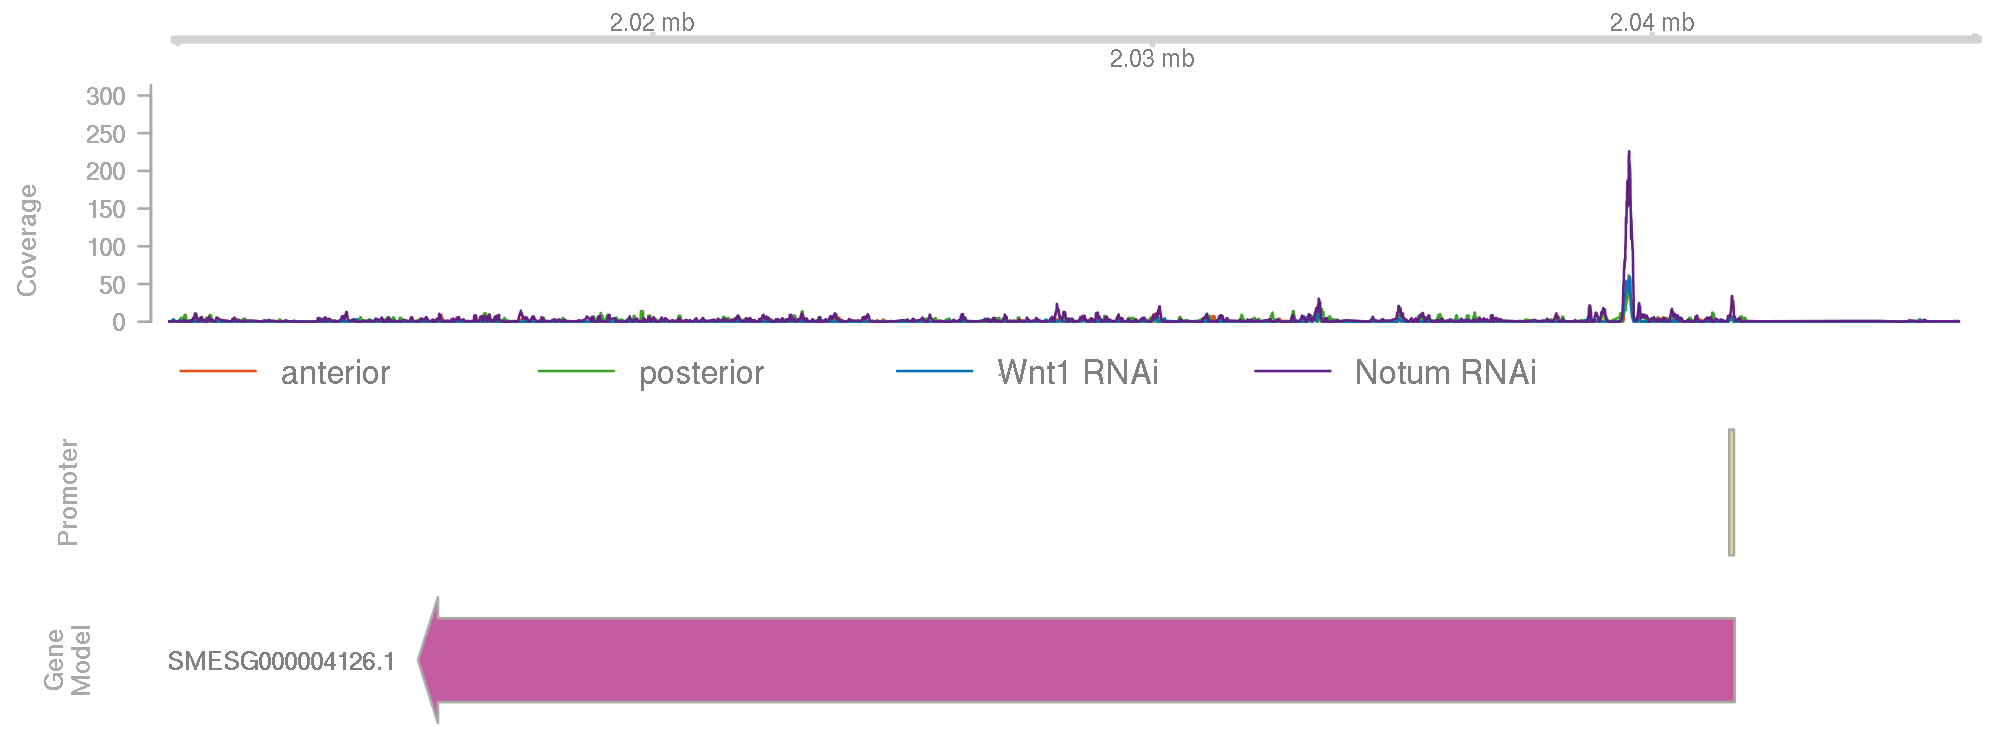 2.02 mb
2.04 mb
2.03 mb
300
250
200
150
100
50
0
Coverage
anterior
posterior
Wnt1 RNAi
Notum RNAi
Promoter
Gene
Model
SMESG000004126.1